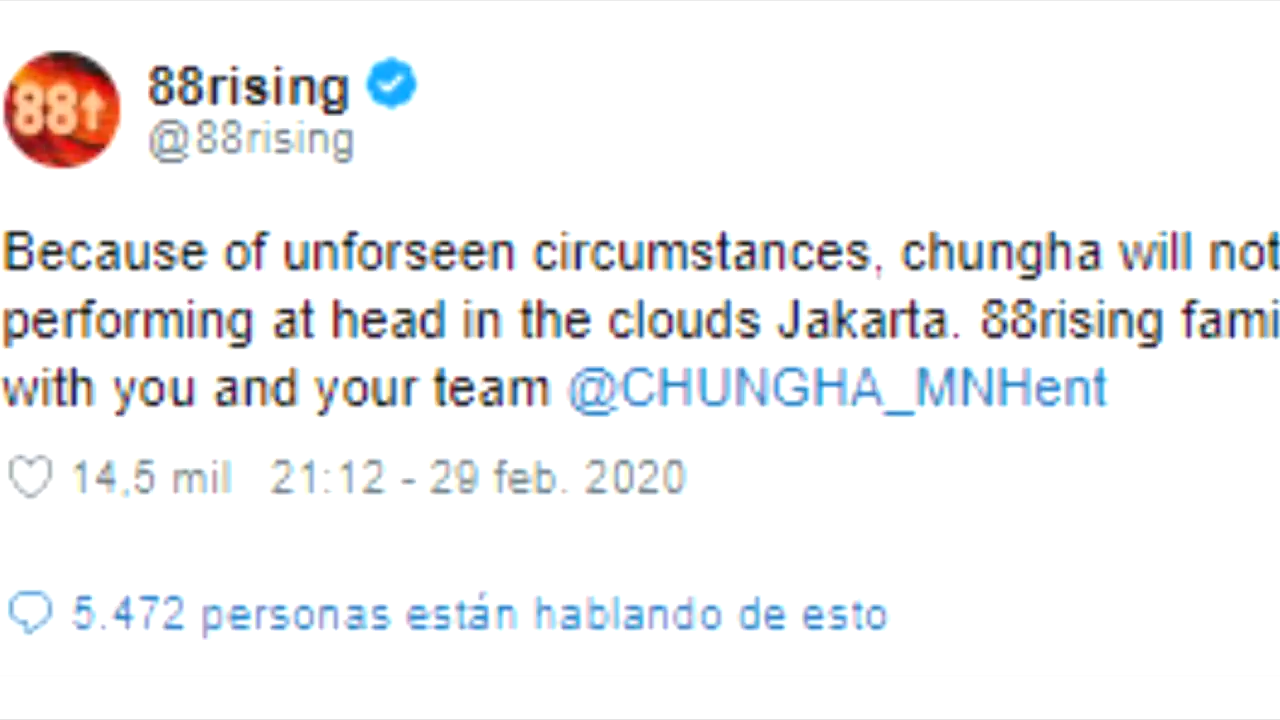 88↑
88rising
@88rising
Because of unforseen circumstances, chungha will not
performing at head in the clouds Jakarta. 88rising fami
with you and your team @CHUNGHA_MNHent
14,5 mil 21:12 - 29 feb. 2020
5.472 personas están hablando de esto